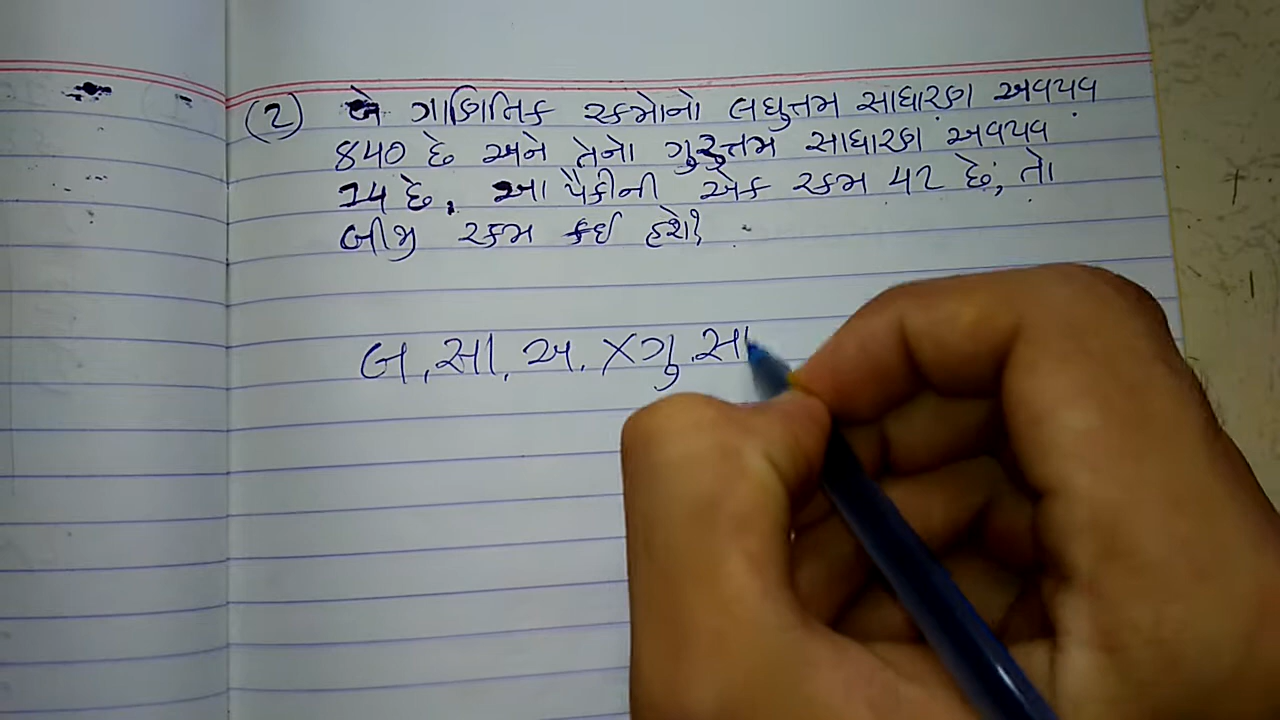 (2) બે ગાણિતિક રકમોનો લઘુત્તમ સાધારણ અવયવ
840 છે અને તેનો ગુરુત્તમ સાધારણ અવયવ
14 છે. આ પૈકીની એક રકમ 42 છે, તો
બીજી રકમ કઈ હશે?
લ.સા.અ. × ગુ.સા